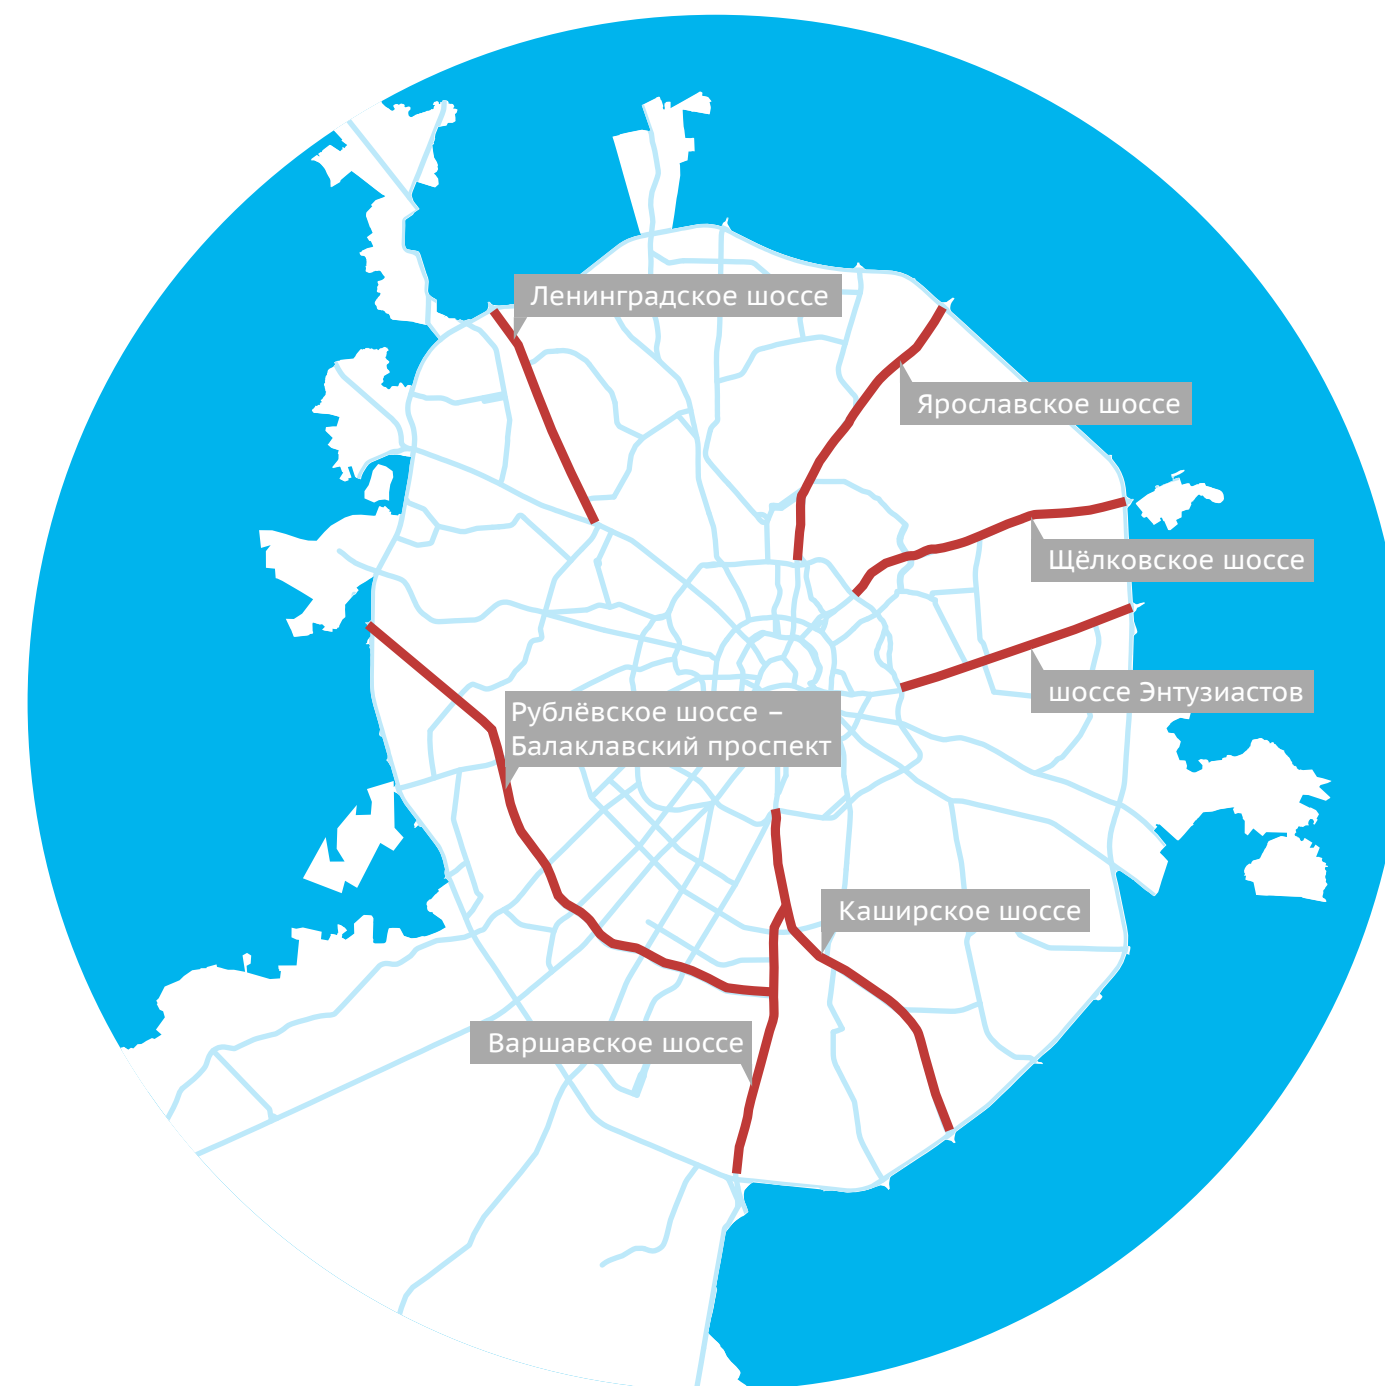 Ленинградское шоссе
Ярославское шоссе
Щёлковское шоссе
шоссе Энтузиастов
Рублёвское шоссе –
Балаклавский проспект
Каширское шоссе
Варшавское шоссе